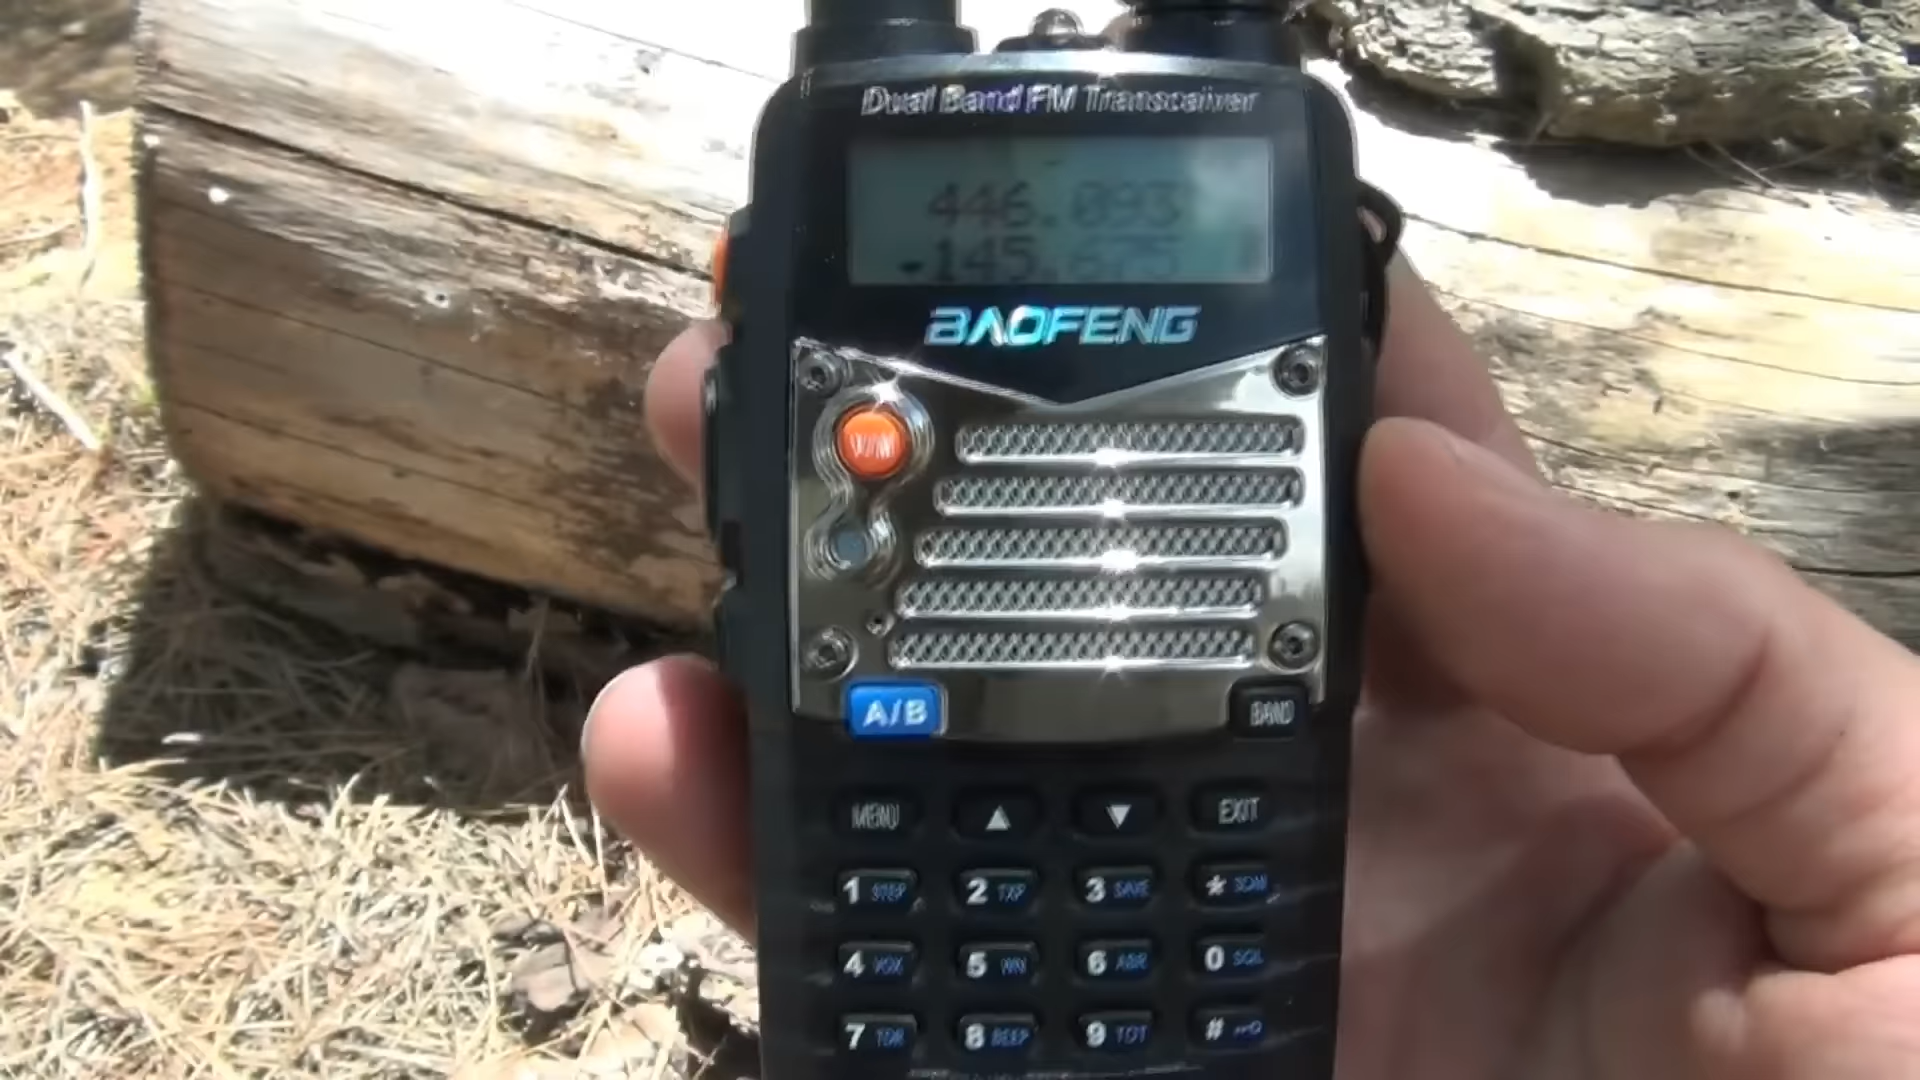 Dual Band FM Transceiver
446.093
145.675
BAOFENG
V/M
A/B
BAND
MENU ▲ ▼ EXIT
1 STEP 2 TXP 3 SAVE *
4 VOX 5 6 ABR 0 SQL
7 TDR 8 BEEP 9 TOT #